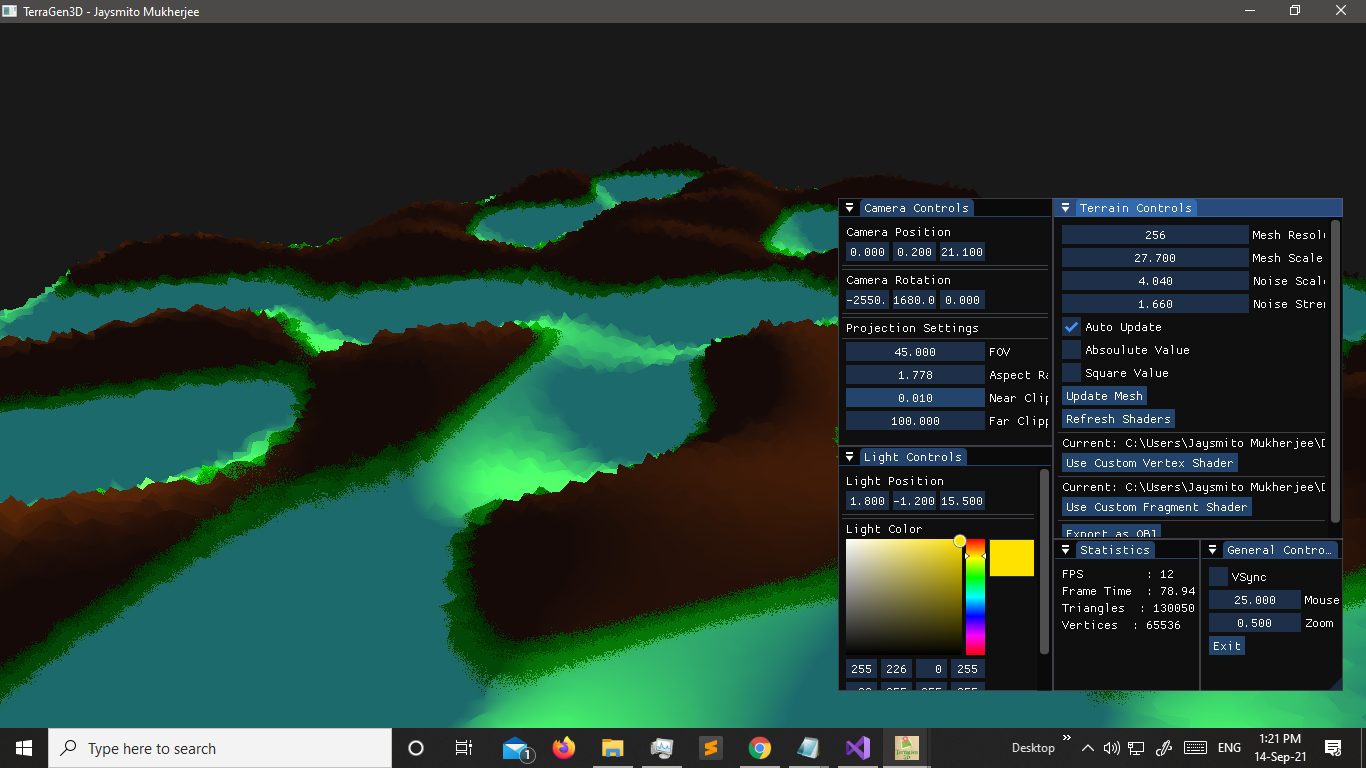 TerraGen3D - Jaysmito Mukherjee
Camera Controls
Camera Position
0.000 0.200 21.100
Camera Rotation
-2550. 1680.0 0.000
Projection Settings
45.000 FOV
1.778 Aspect Ra
0.010 Near Clip
100.000 Far Clipp
Light Controls
Light Position
1.800 -1.200 15.500
Light Color
255 226 0 255
Terrain Controls
256 Mesh Resolu
27.700 Mesh Scale
4.040 Noise Scale
1.660 Noise Stren
Auto Update
Absoulute Value
Square Value
Update Mesh
Refresh Shaders
Current: C:\Users\Jaysmito Mukherjee\D
Use Custom Vertex Shader
Current: C:\Users\Jaysmito Mukherjee\D
Use Custom Fragment Shader
Export as OBJ
Statistics
FPS : 12
Frame Time : 78.94
Triangles : 130050
Vertices : 65536
General Contro...
VSync
25.000 Mouse
0.500 Zoom
Exit
Type here to search
1
Desktop
ENG
1:21 PM
14-Sep-21